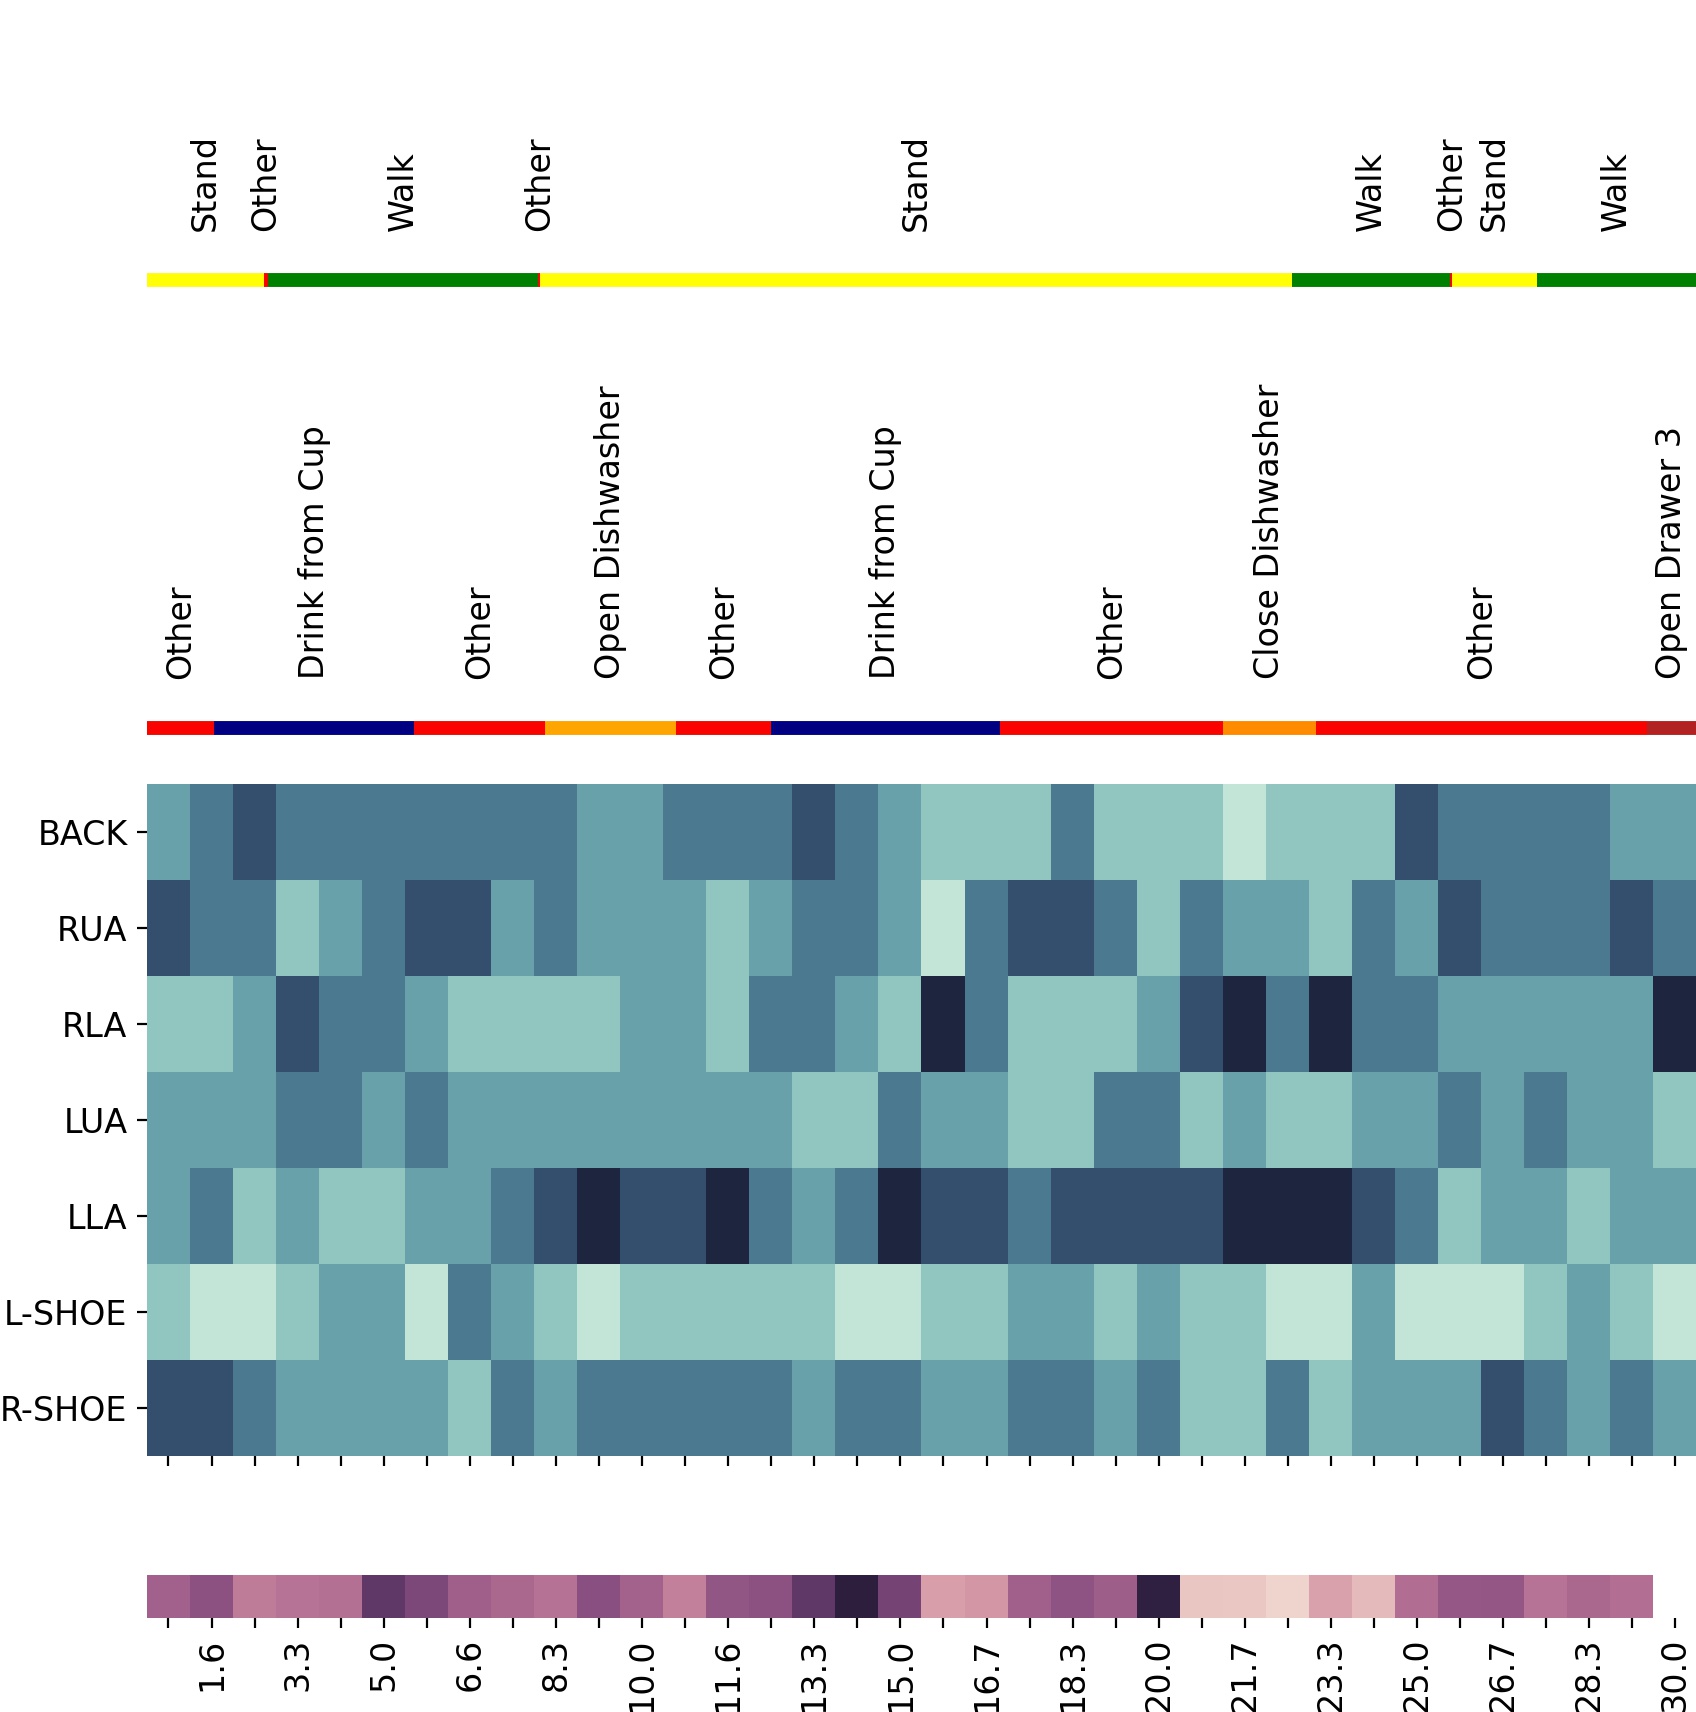 Stand
Other
Walk
Other
Stand
Walk
Other
Stand
Walk
Other
Drink from Cup
Other
Open Dishwasher
Other
Drink from Cup
Other
Close Dishwasher
Other
Open Drawer 3
BACK
RUA
RLA
LUA
LLA
L-SHOE
R-SHOE
1.6
3.3
5.0
6.6
8.3
10.0
11.6
13.3
15.0
16.7
18.3
20.0
21.7
23.3
25.0
26.7
28.3
30.0